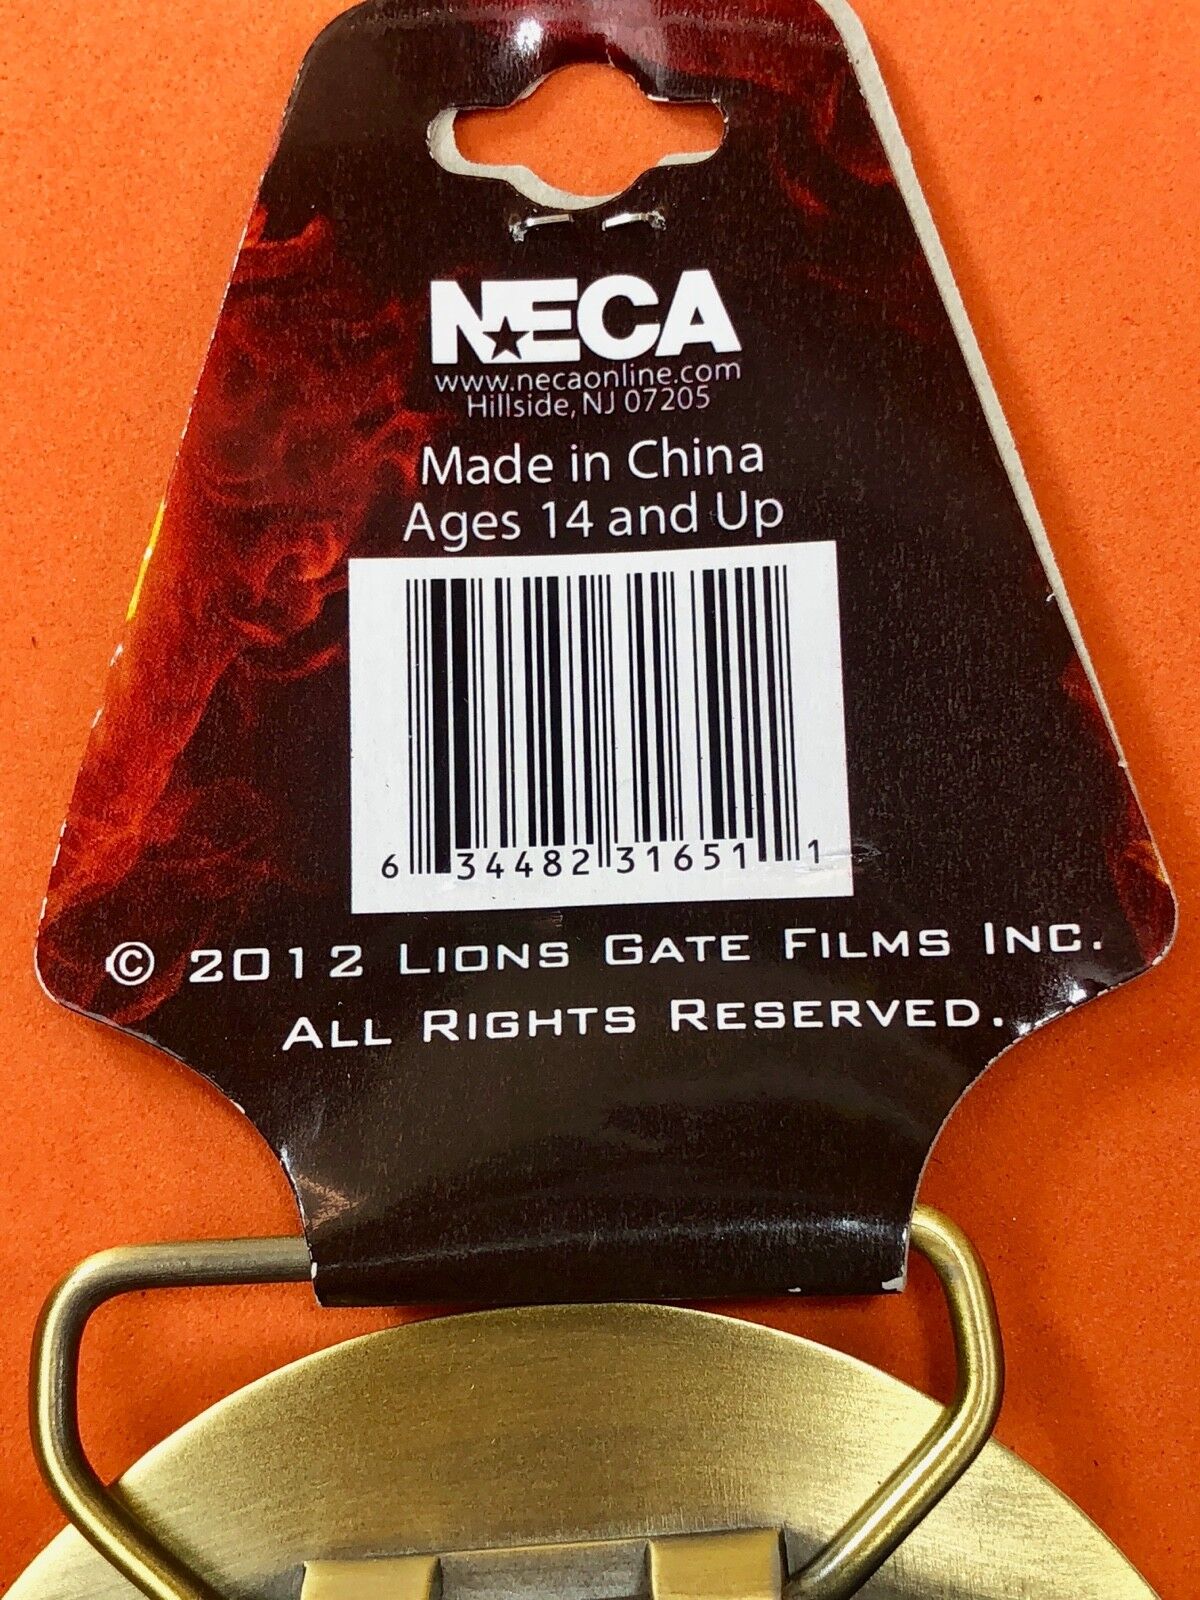 NECA
www.necaonline.com
Hillside, NJ 07205
Made in China
Ages 14 and Up
6 34482 31651 1
© 2012 LIONS GATE FILMS INC.
ALL RIGHTS RESERVED.